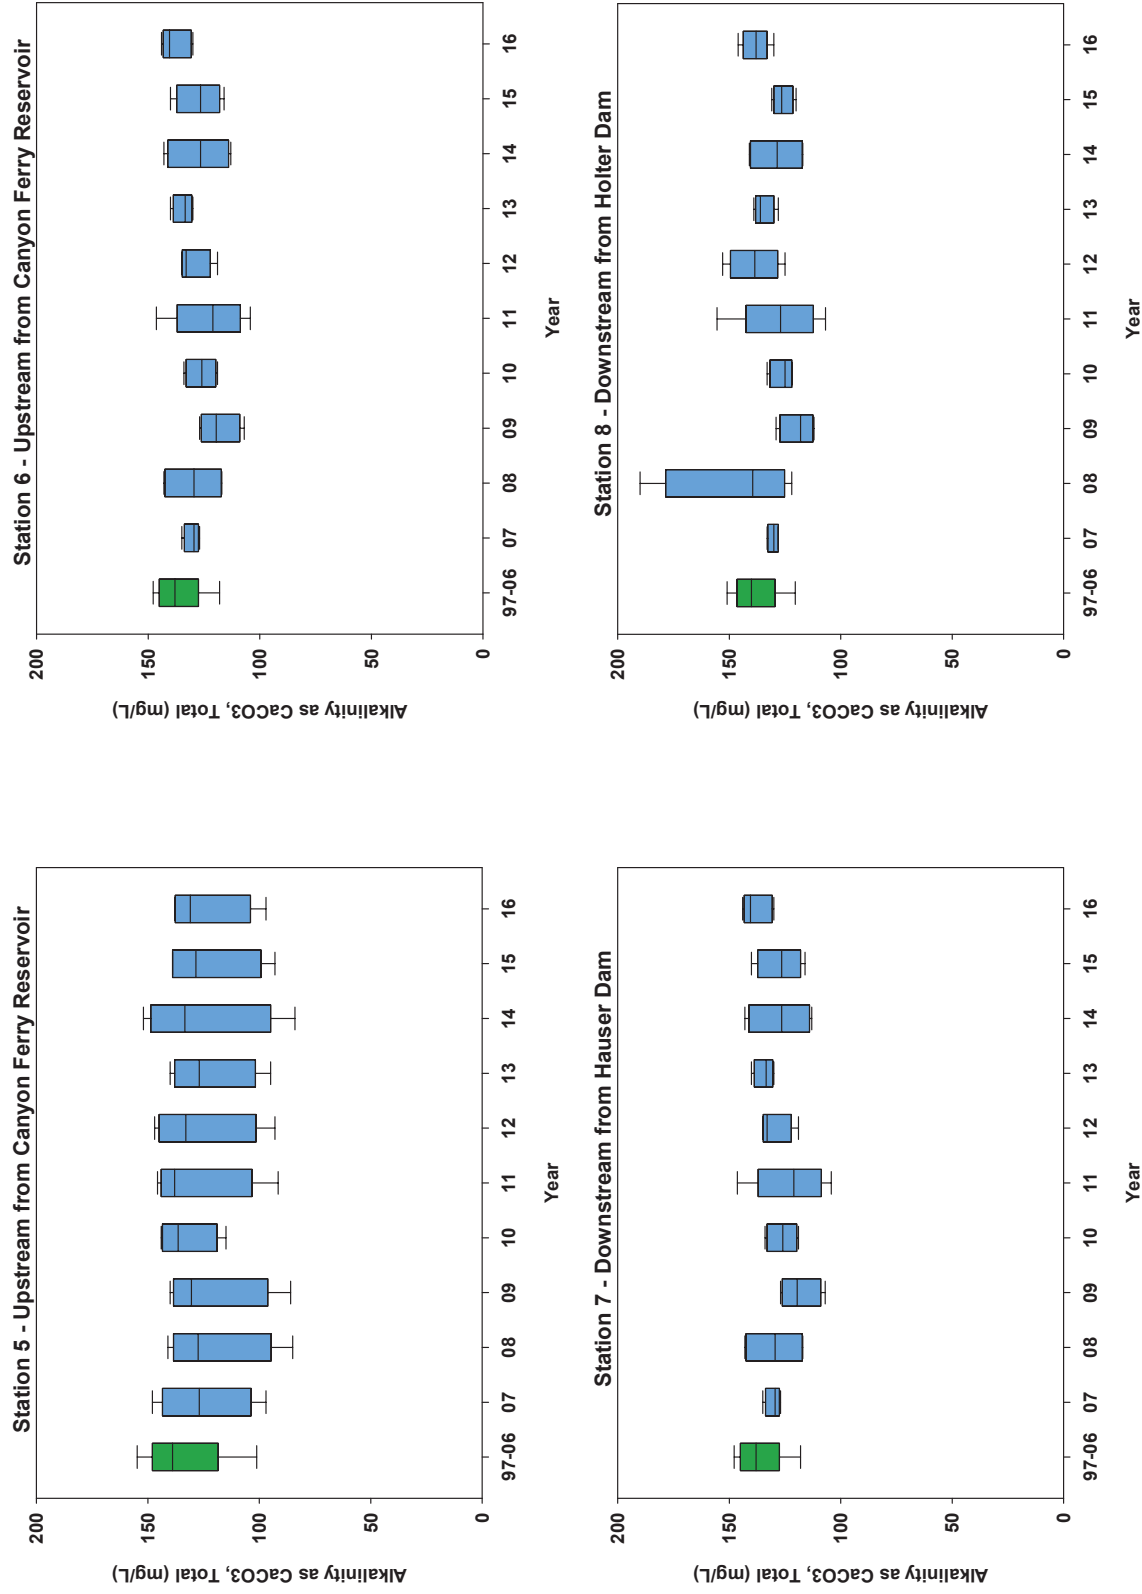 Station 5 - Upstream from Canyon Ferry Reservoir
Alkalinity as CaCO3, Total (mg/L)
200
150
100
50
0
97-06 07 08 09 10 11 12 13 14 15 16
Year
Station 6 - Upstream from Canyon Ferry Reservoir
Alkalinity as CaCO3, Total (mg/L)
200
150
100
50
0
97-06 07 08 09 10 11 12 13 14 15 16
Year
Station 7 - Downstream from Hauser Dam
Alkalinity as CaCO3, Total (mg/L)
200
150
100
50
0
97-06 07 08 09 10 11 12 13 14 15 16
Year
Station 8 - Downstream from Holter Dam
Alkalinity as CaCO3, Total (mg/L)
200
150
100
50
0
97-06 07 08 09 10 11 12 13 14 15 16
Year